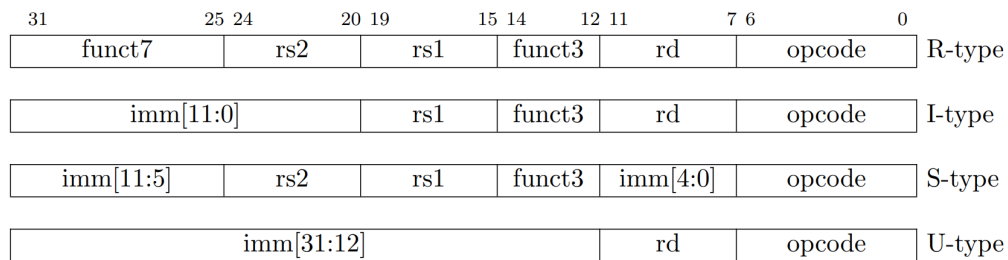 31 25 24 20 19 15 14 12 11 7 6 0
funct7 rs2 rs1 funct3 rd opcode R-type
imm[11:0] rs1 funct3 rd opcode I-type
imm[11:5] rs2 rs1 funct3 imm[4:0] opcode S-type
imm[31:12] rd opcode U-type